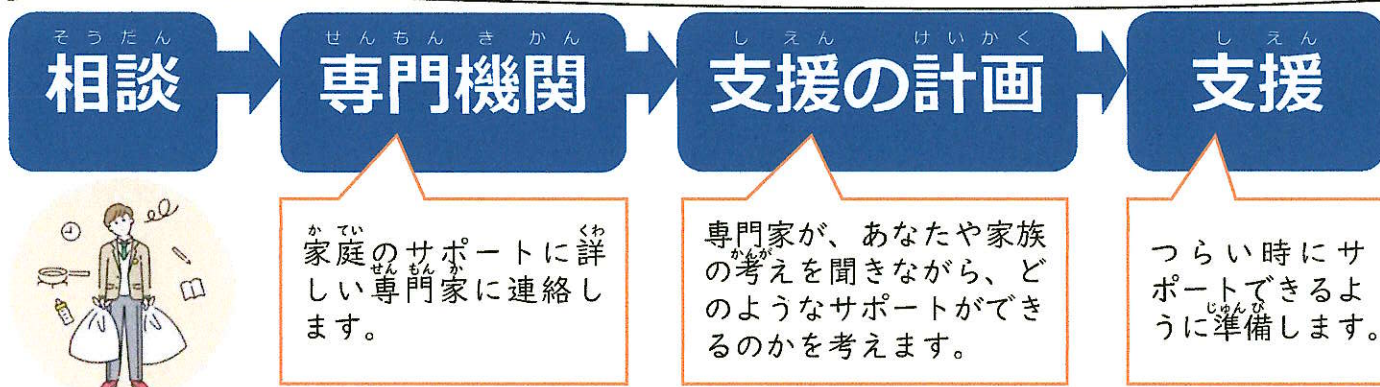 そうだん
相談
せんもんきかん
専門機関
しえん けいかく
支援の計画
しえん
支援
かてい くわ
家庭のサポートに詳
せんもんか
しい専門家に連絡し
ます。
専門家が、あなたや家族
かんが
の考えを聞きながら、ど
のようなサポートができ
るのかを考えます。
つらい時にサ
ポートできるよ
じゅんび
うに準備します。